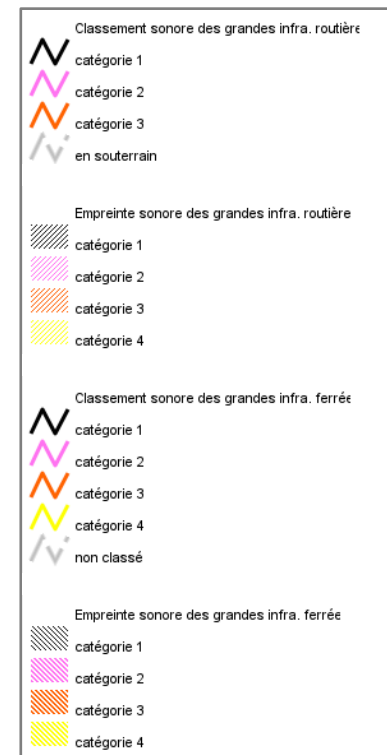 Classement sonore des grandes infra. routière
catégorie 1
catégorie 2
catégorie 3
en souterrain
Empreinte sonore des grandes infra. routière
catégorie 1
catégorie 2
catégorie 3
catégorie 4
Classement sonore des grandes infra. ferrée
catégorie 1
catégorie 2
catégorie 3
catégorie 4
non classé
Empreinte sonore des grandes infra. ferrée
catégorie 1
catégorie 2
catégorie 3
catégorie 4